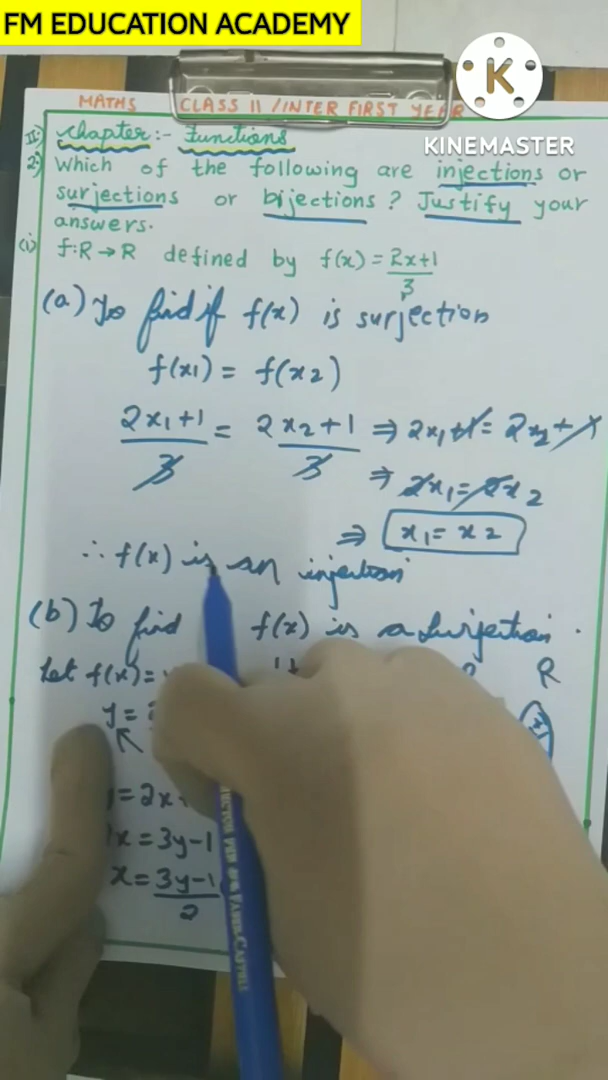 FM EDUCATION ACADEMY
K
KINEMASTER
MATHS CLASS 11 / INTER FIRST YEAR
II) Chapter:- Functions
2) Which of the following are injections or
surjections or bijections? Justify your
answers.
(i) f:R→R defined by f(x) = 2x+1/3
(a) To find if f(x) is surjection
f(x1) = f(x2)
2x1+1/3 = 2x2+1/3 ⇒ 2x1+1 = 2x2+1
⇒ 2x1 = 2x2
⇒ x1 = x2
∴ f(x) is an injection
(b) To find f(x) is a surjection.
Let f(x) = R
y =
= 2x
x = 3y-1
x = 3y-1/2